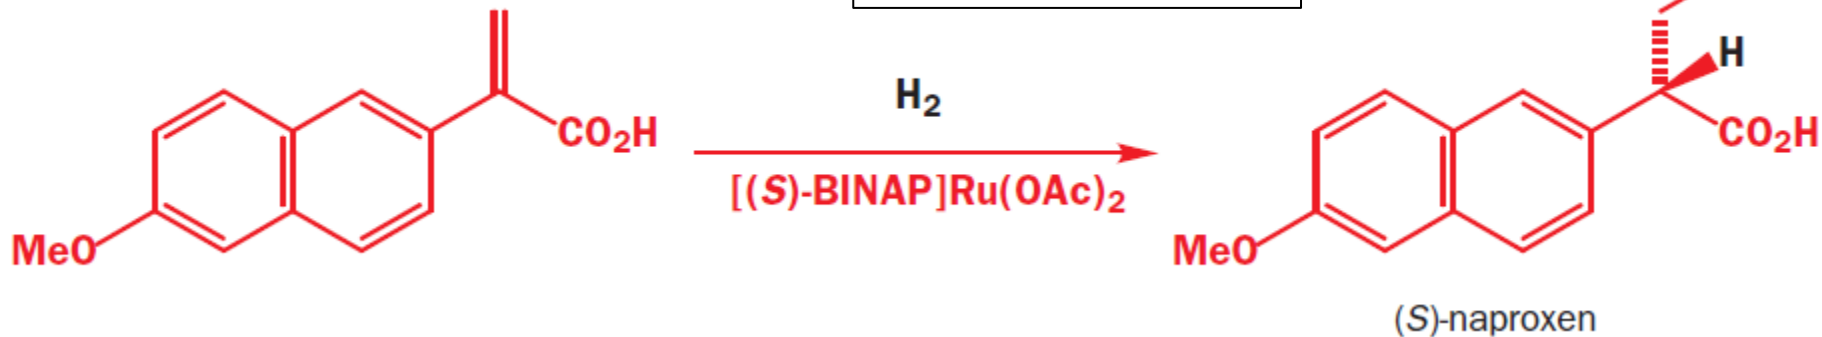 CO₂H
MeO
H₂
[(S)-BINAP]Ru(OAc)₂
H
CO₂H
MeO
(S)-naproxen